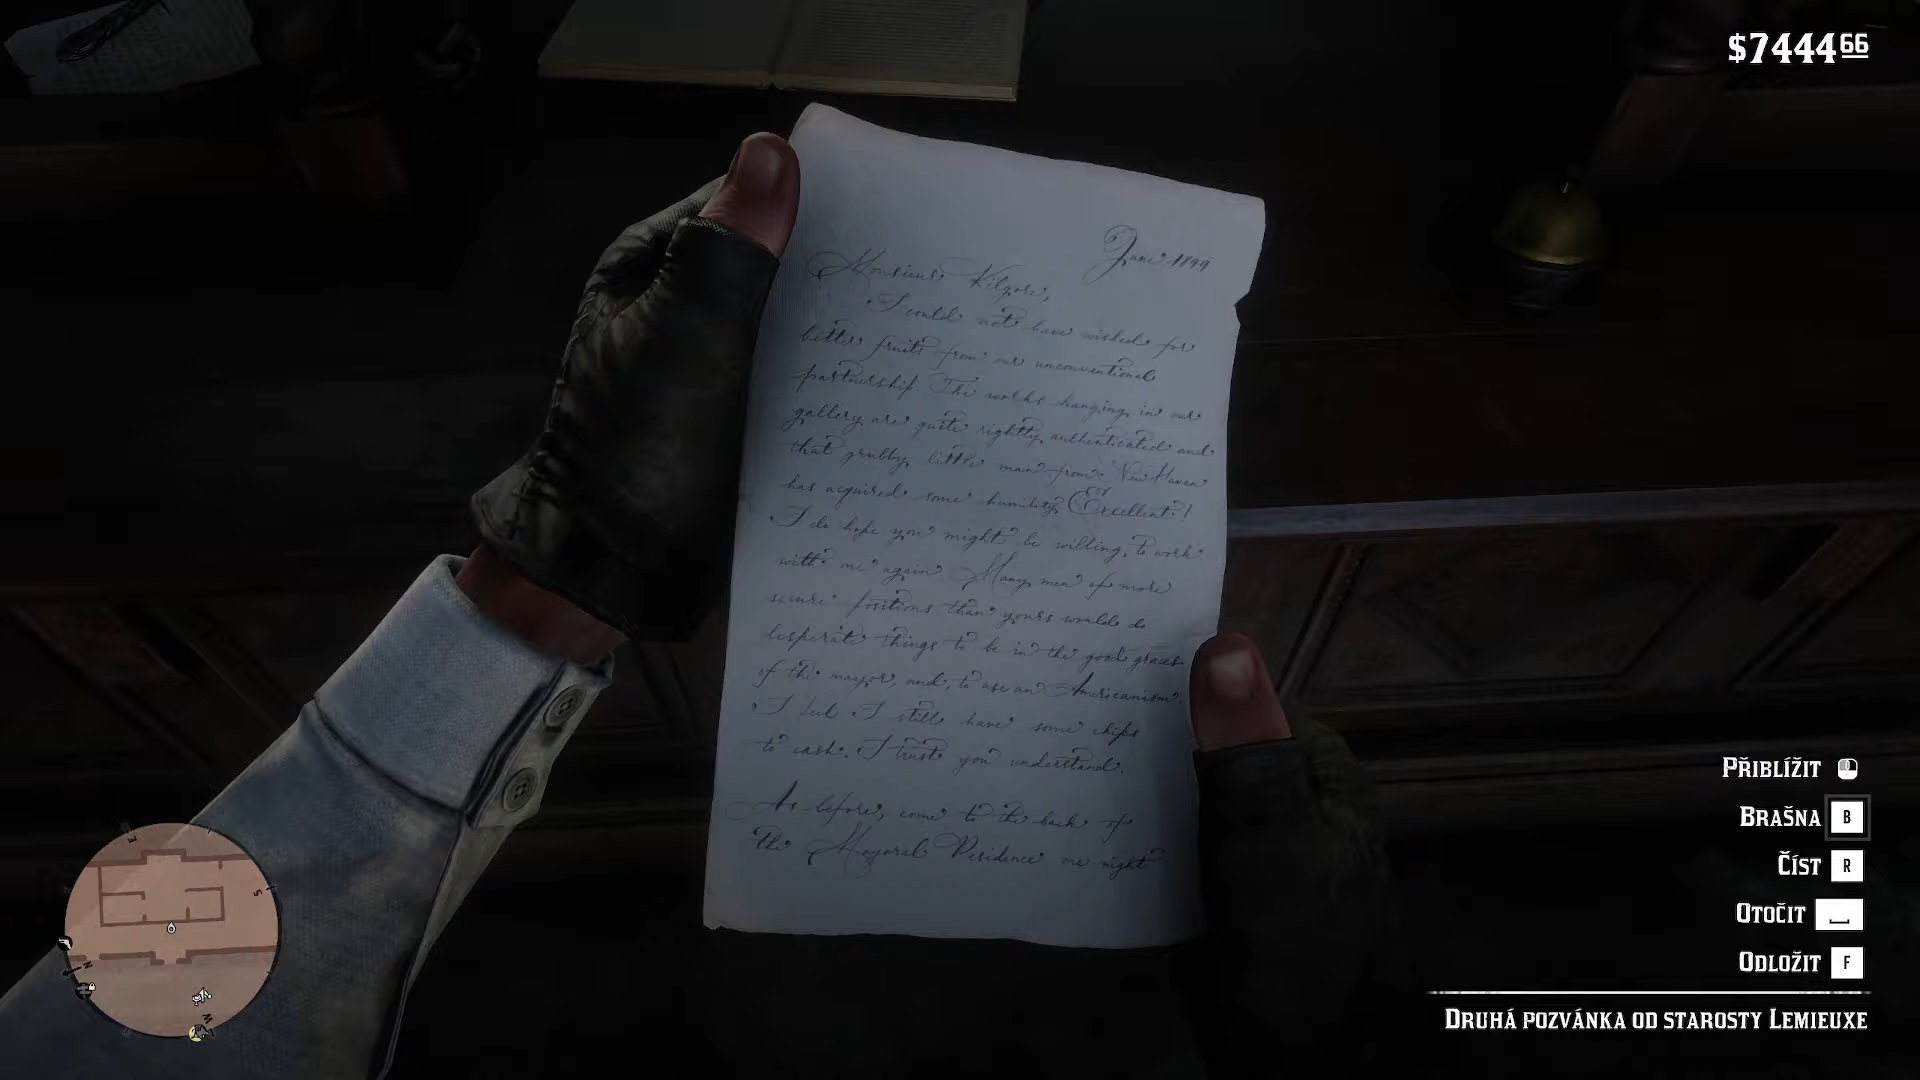 $7444 66
June 1899
Monsieur Kilgore,
I could not have wished for
better fruits from our unconventional
partnership. The works hanging in our
gallery are quite rightly authenticated and
that grubby little man from New Haven
has acquired some humility. Excellent!
I do hope you might be willing to work
with me again. Many men of more
secure positions than yours would do
desperate things to be in the good graces
of the mayor, and, to use an Americanism,
I feel I still have some chips
to cash. I trust you understand.
As before, come to the back of
the Mayoral Residence one night
PŘIBLÍŽIT
BRAŠNA B
ČÍST R
OTOČIT
ODLOŽIT F
DRUHÁ POZVÁNKA OD STAROSTY LEMIEUXE
N
E
S
W